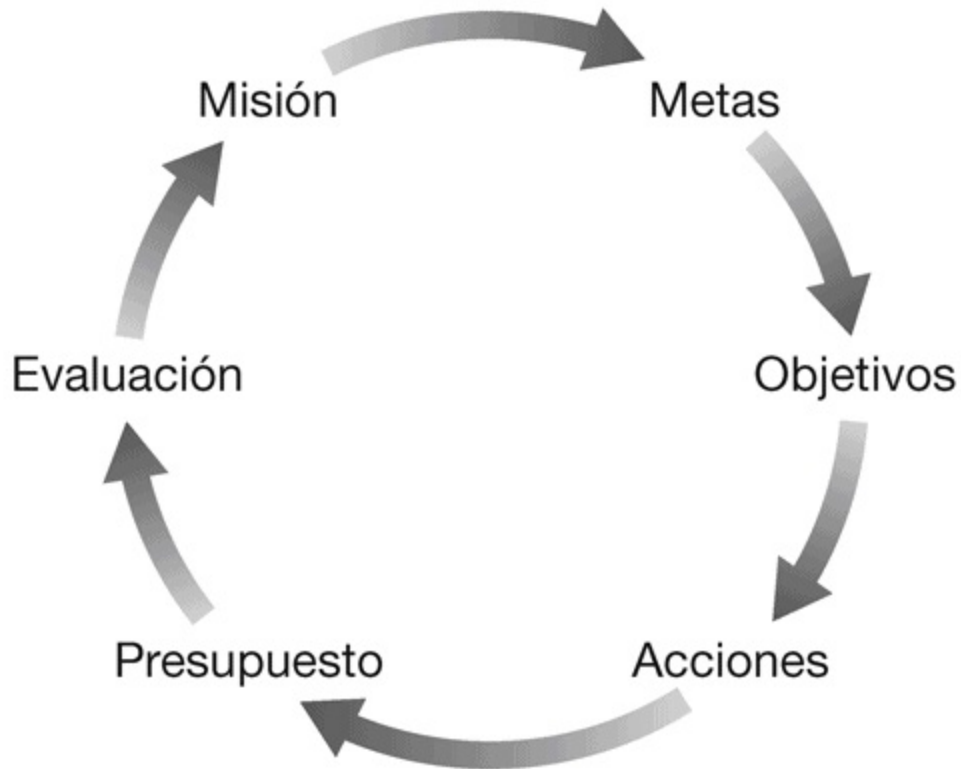 Misión
Metas
Objetivos
Acciones
Presupuesto
Evaluación